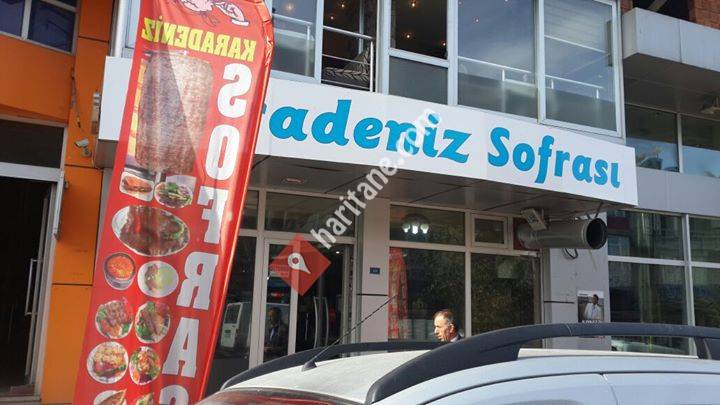 KARADENİZ
SOFRAS
adeniz Sofrası
haritane.com